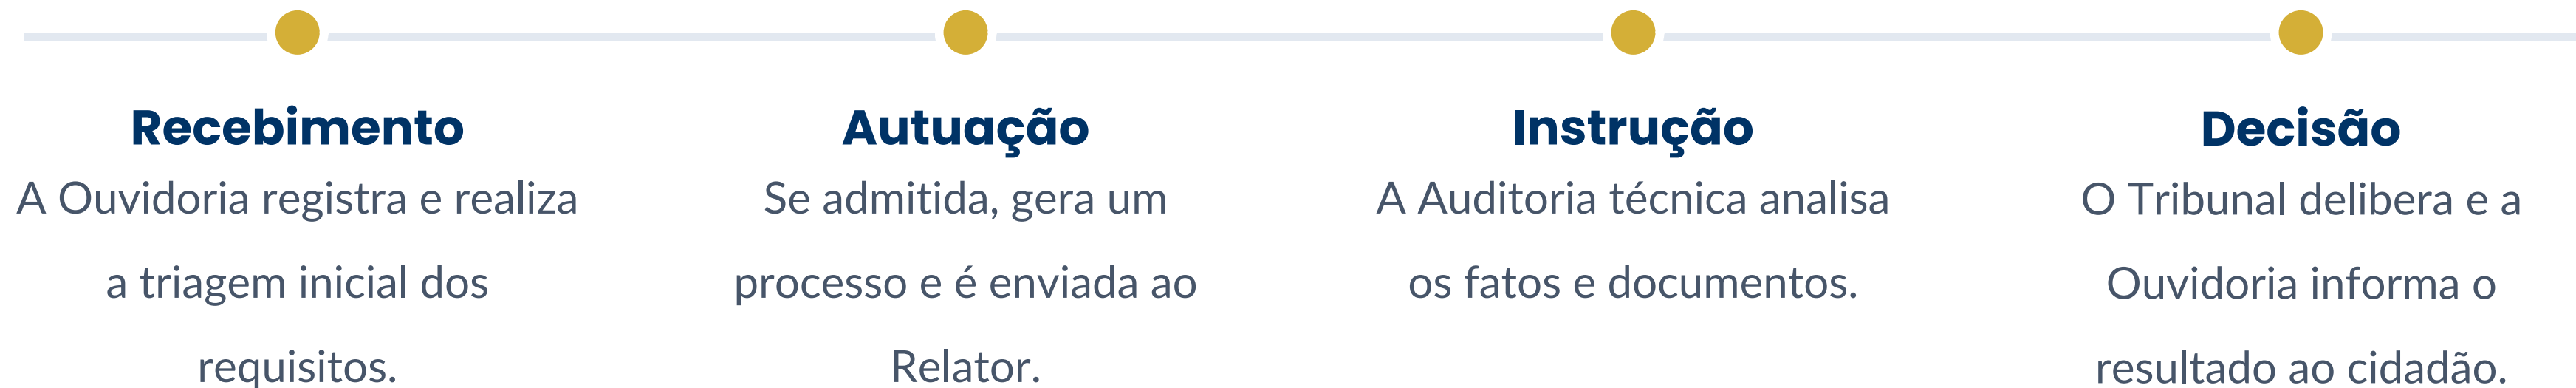 Recebimento
A Ouvidoria registra e realiza
a triagem inicial dos
requisitos.
Autuação
Se admitida, gera um
processo e é enviada ao
Relator.
Instrução
A Auditoria técnica analisa
os fatos e documentos.
Decisão
O Tribunal delibera e a
Ouvidoria informa o
resultado ao cidadão.